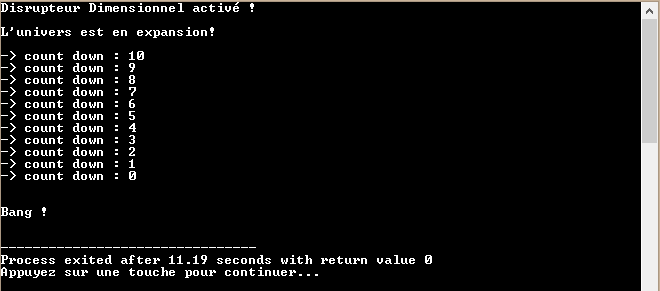 Disrupteur Dimensionnel activé !
L'univers est en expansion!
-> count down : 10
-> count down : 9
-> count down : 8
-> count down : 7
-> count down : 6
-> count down : 5
-> count down : 4
-> count down : 3
-> count down : 2
-> count down : 1
-> count down : 0
Bang !
--------------------------------
Process exited after 11.19 seconds with return value 0
Appuyez sur une touche pour continuer...